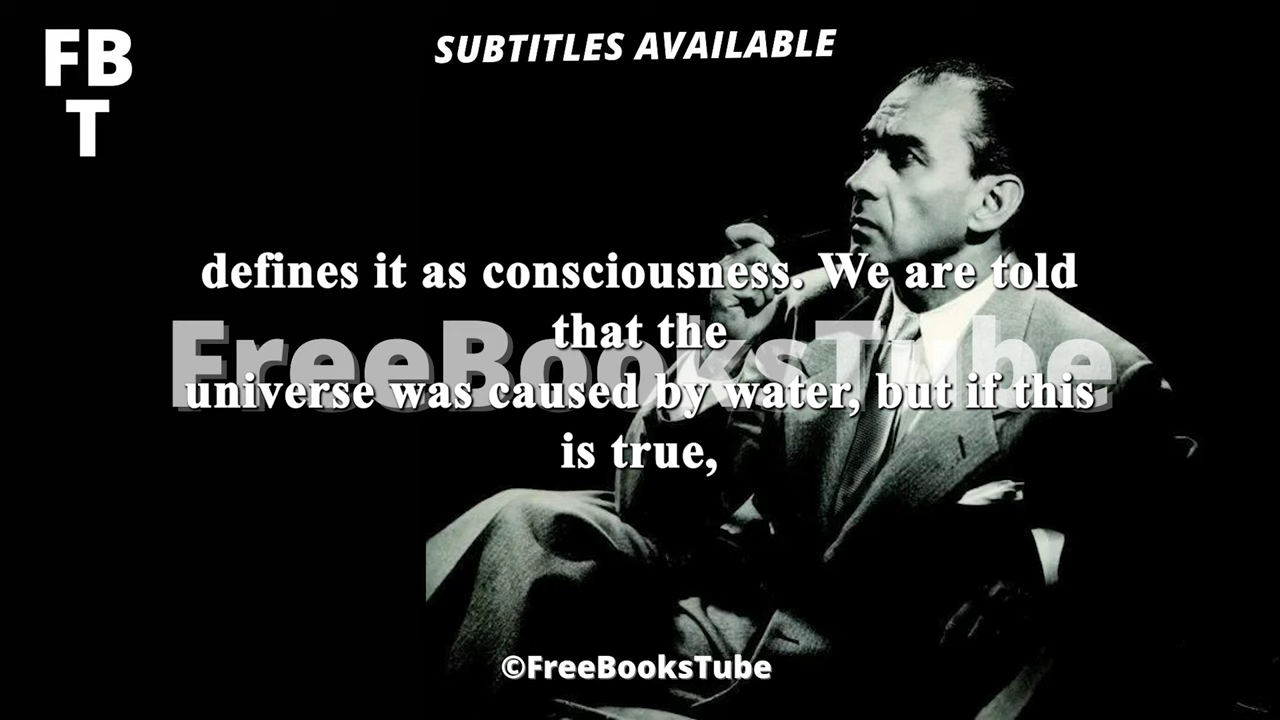 FB
T
SUBTITLES AVAILABLE
defines it as consciousness. We are told
that the
FreeBooksTube
universe was caused by water, but if this
is true,
©FreeBooksTube